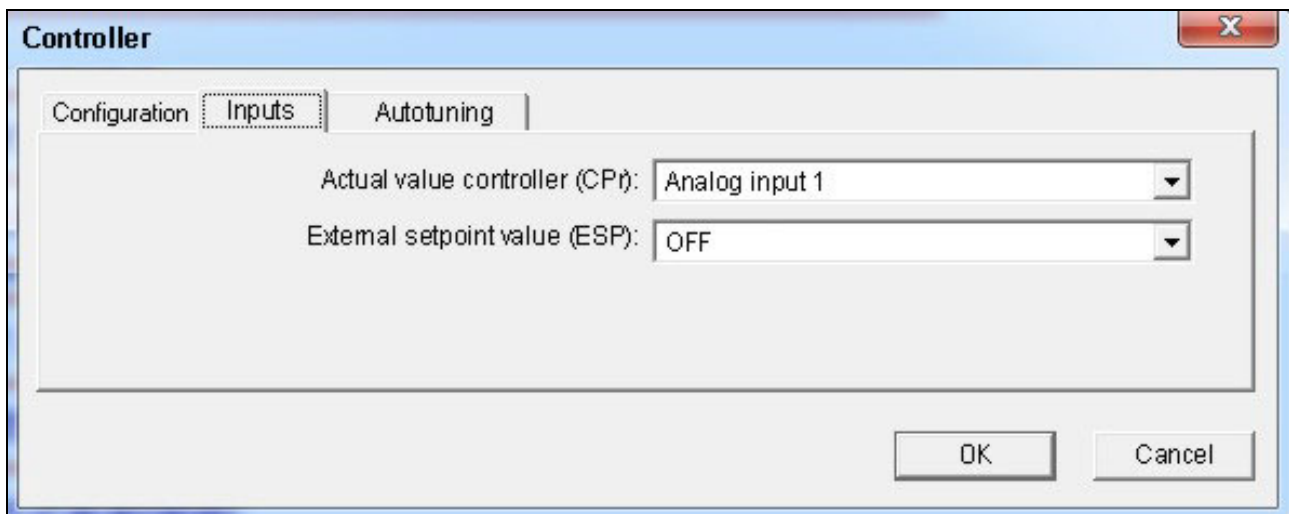 Controller
Configuration Inputs Autotuning
Actual value controller (CPr): Analog input 1
External setpoint value (ESP): OFF
OK Cancel